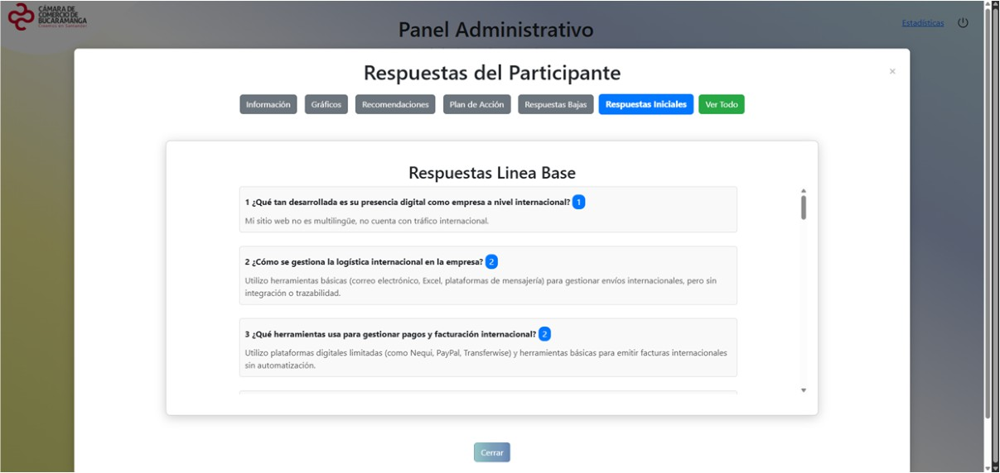 CÁMARA DE
COMERCIO DE
BUCARAMANGA
Creemos en Santander
Panel Administrativo
Estadísticas
Respuestas del Participante
×
Información
Gráficos
Recomendaciones
Plan de Acción
Respuestas Bajas
Respuestas Iniciales
Ver Todo
Respuestas Linea Base
1 ¿Qué tan desarrollada es su presencia digital como empresa a nivel internacional? 1
Mi sitio web no es multilingüe, no cuenta con tráfico internacional.
2 ¿Cómo se gestiona la logística internacional en la empresa? 2
Utilizo herramientas básicas (correo electrónico, Excel, plataformas de mensajería) para gestionar envíos internacionales, pero sin
integración o trazabilidad.
3 ¿Qué herramientas usa para gestionar pagos y facturación internacional? 2
Utilizo plataformas digitales limitadas (como Nequi, PayPal, Transferwise) y herramientas básicas para emitir facturas internacionales
sin automatización.
Cerrar